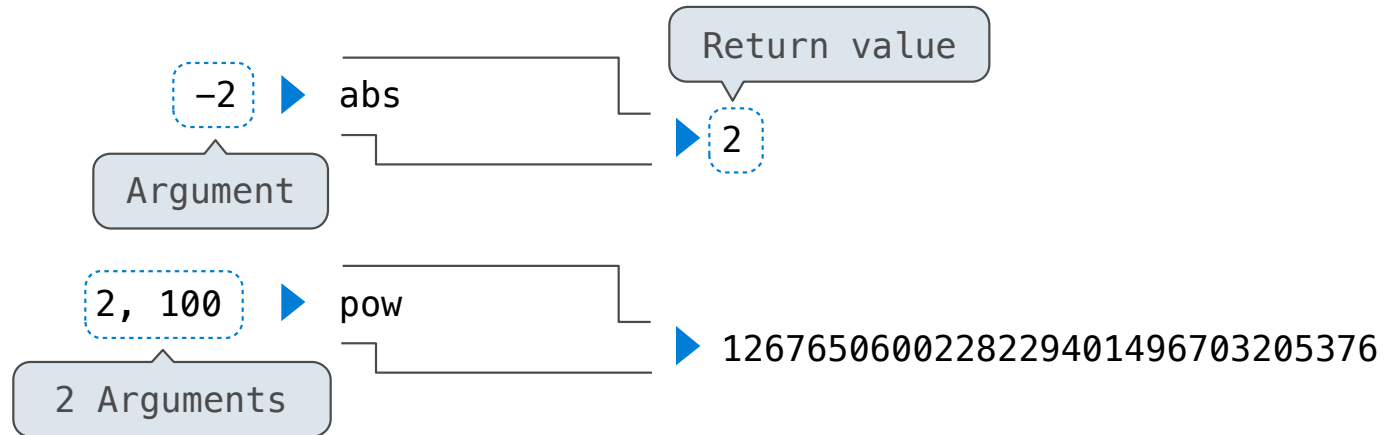 Return value
−2 abs
2
Argument
2, 100 pow
1267650600228229401496703205376
2 Arguments